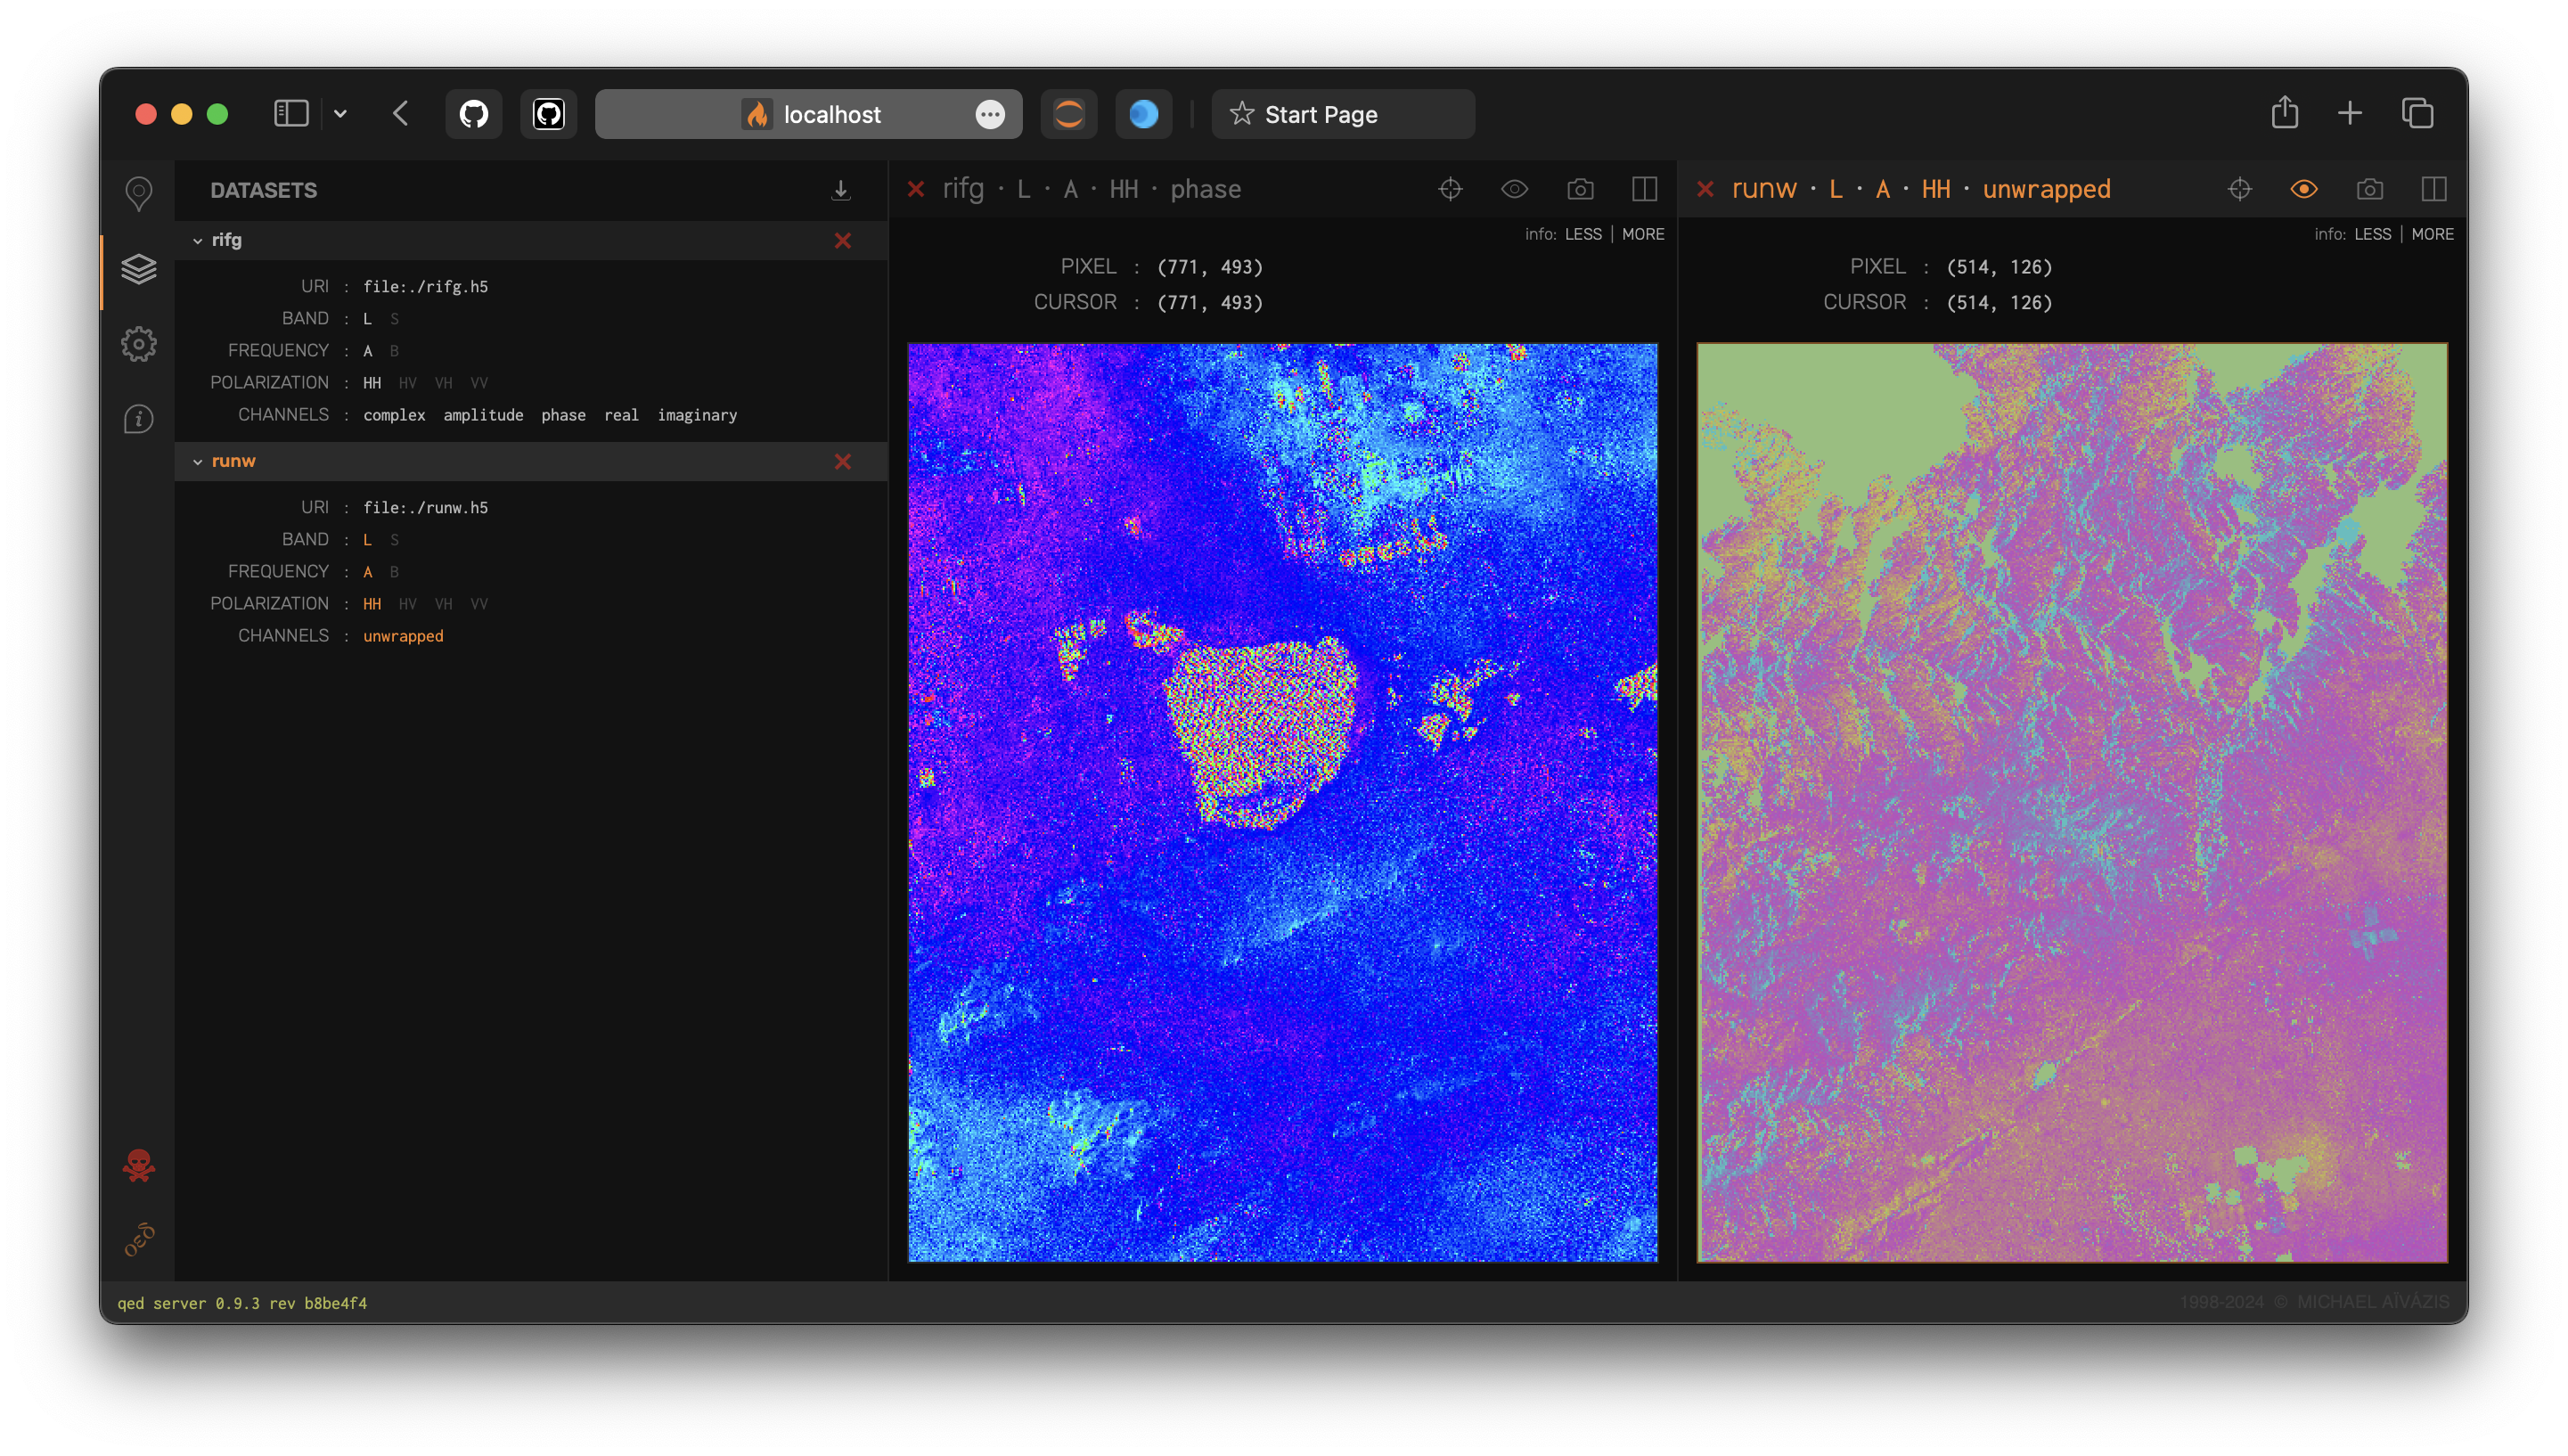 localhost
Start Page
DATASETS
rifg
URI : file:./rifg.h5
BAND : L S
FREQUENCY : A B
POLARIZATION : HH HV VH VV
CHANNELS : complex amplitude phase real imaginary
runw
URI : file:./runw.h5
BAND : L S
FREQUENCY : A B
POLARIZATION : HH HV VH VV
CHANNELS : unwrapped
rifg · L · A · HH · phase
info: LESS | MORE
PIXEL : (771, 493)
CURSOR : (771, 493)
runw · L · A · HH · unwrapped
info: LESS | MORE
PIXEL : (514, 126)
CURSOR : (514, 126)
qed server 0.9.3 rev b8be4f4
1998-2024 © MICHAEL AÏVÁZIS